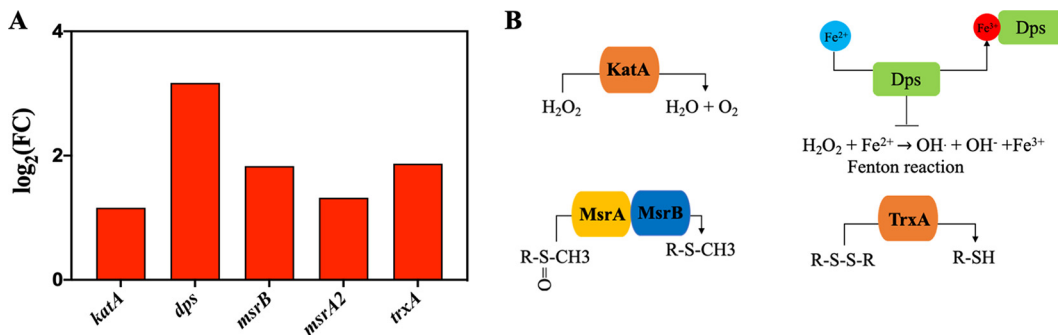 A
log₂(FC)
4
2
0
katA
dps
msrB
msrA2
trxA
B
KatA
H₂O₂
H₂O + O₂
Fe²⁺
Fe³⁺
Dps
Dps
H₂O₂ + Fe²⁺ → OH· + OH⁻ +Fe³⁺
Fenton reaction
MsrA
MsrB
R-S-CH3
O
R-S-CH3
TrxA
R-S-S-R
R-SH